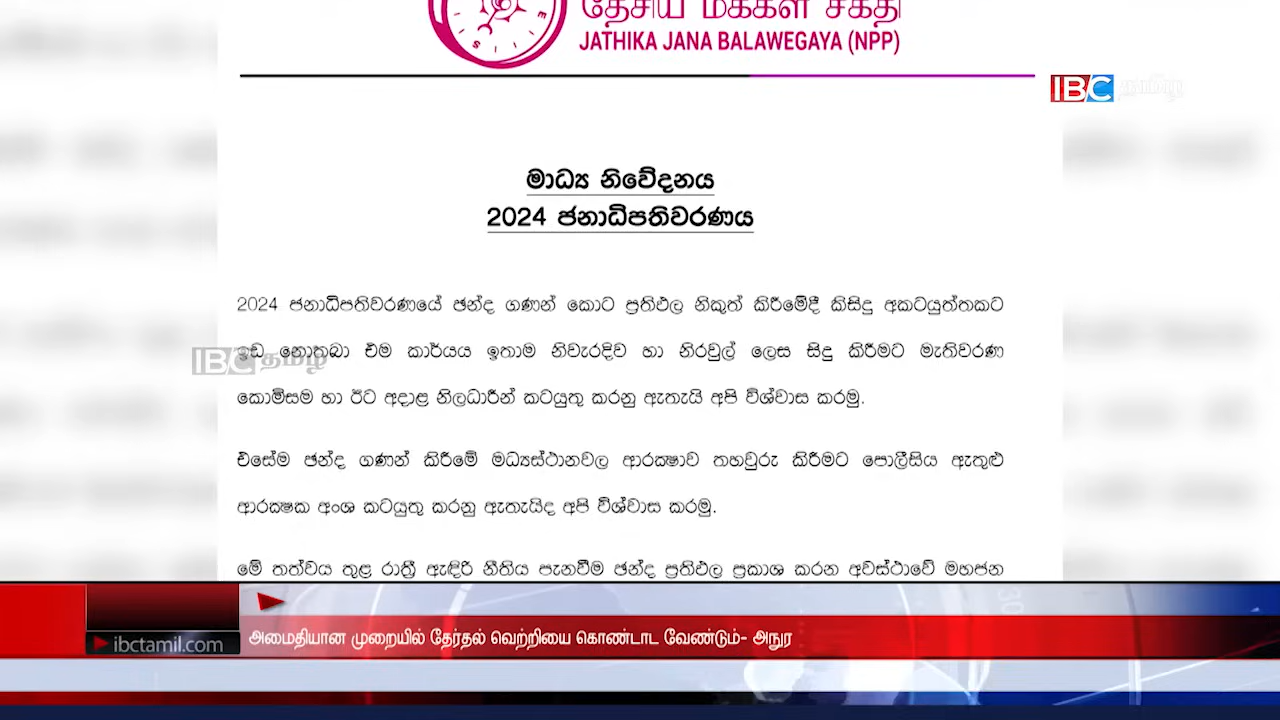 தேசிய மக்கள் சக்தி
JATHIKA JANA BALAWEGAYA (NPP)
IBC தமிழ்
මාධ්‍ය නිවේදනය
2024 ජනාධිපතිවරණය
2024 ජනාධිපතිවරණයේ ඡන්ද ගණන් කොට ප්‍රතිඵල නිකුත් කිරීමේදී කිසිදු අකටයුත්තකට
ඉඩ නොතබා එම කාර්යය ඉතාම නිවැරදිව හා නිරවුල් ලෙස සිදු කිරීමට මැතිවරණ
IBC தமிழ்
කොමිසම හා ඊට අදාළ නිලධාරීන් කටයුතු කරනු ඇතැයි අපි විශ්වාස කරමු.
එසේම ඡන්ද ගණන් කිරීමේ මධ්‍යස්ථානවල ආරක්‍ෂාව තහවුරු කිරීමට පොලීසිය ඇතුළු
ආරක්‍ෂක අංශ කටයුතු කරනු ඇතැයිද අපි විශ්වාස කරමු.
මේ තත්වය තුළ රාත්‍රී ඇඳිරි නීතිය පැනවීම ඡන්ද ප්‍රතිඵල ප්‍රකාශ කරන අවස්ථාවේ මහජන
அமைதியான முறையில் தேர்தல் வெற்றியை கொண்டாட வேண்டும்- அநுர
ibctamil.com